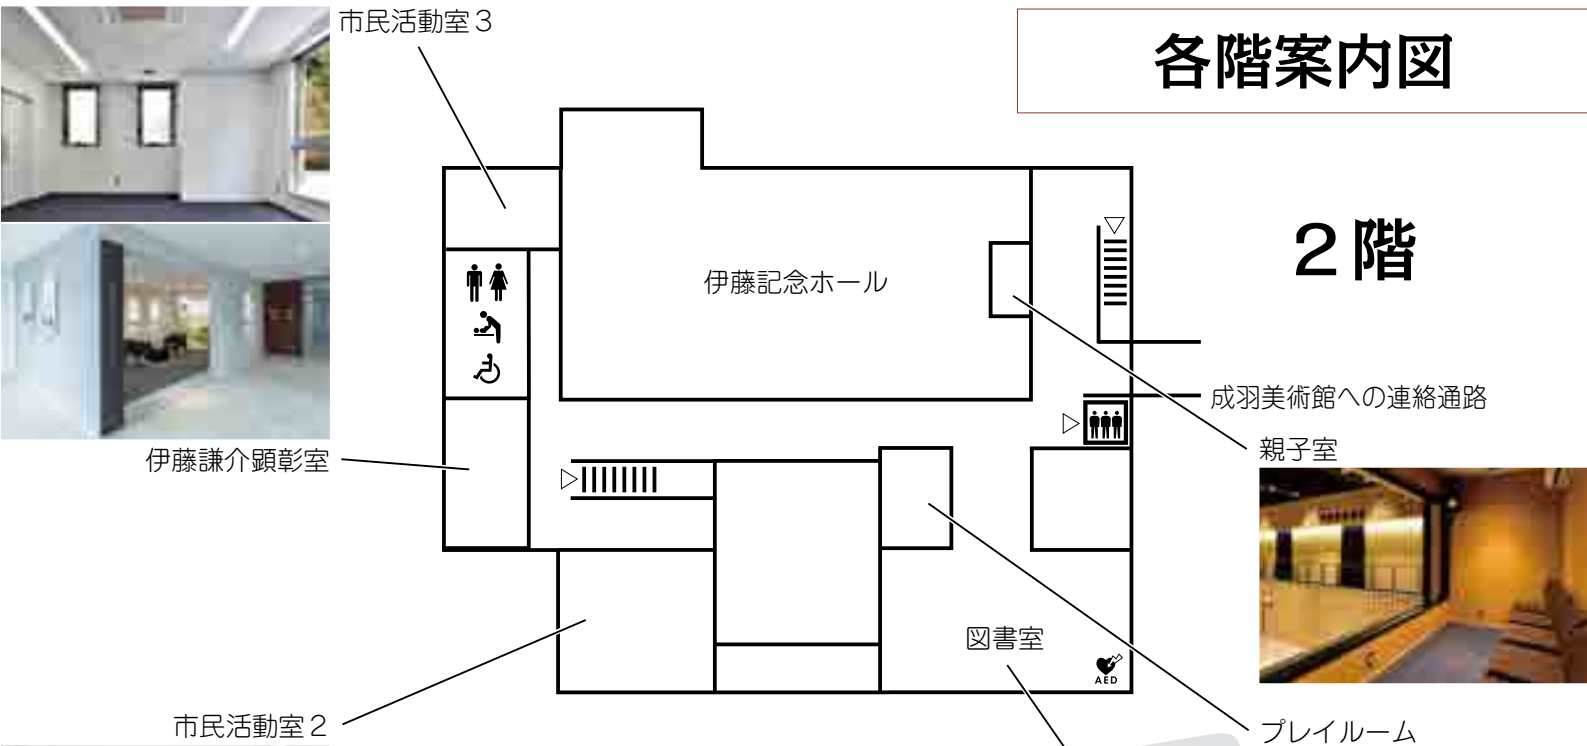 市民活動室３
各階案内図
２階
伊藤記念ホール
成羽美術館への連絡通路
親子室
伊藤謙介顕彰室
図書室
AED
市民活動室２
プレイルーム